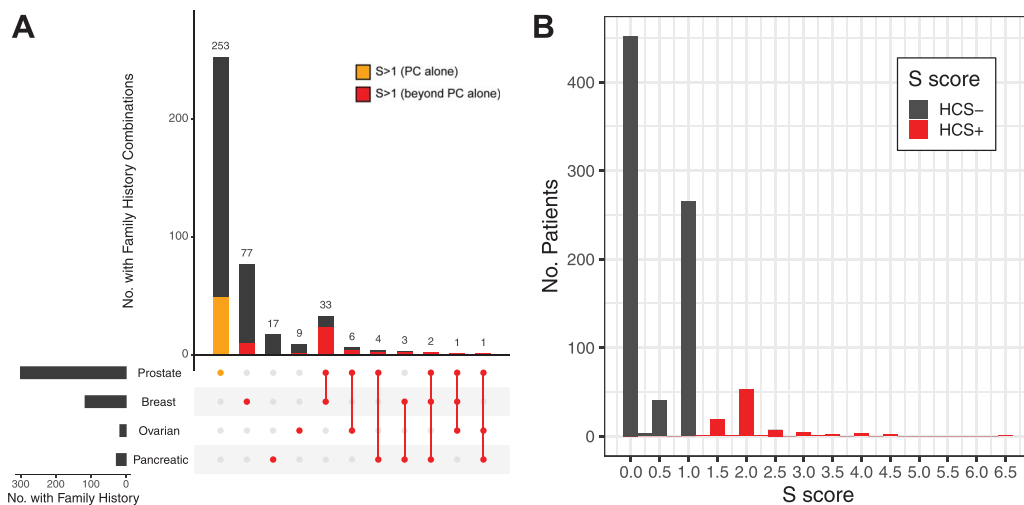 A
No. with Family History Combinations
200
100
0
253
77
17
9
33
6
4
3
2
1
1
S>1 (PC alone)
S>1 (beyond PC alone)
Prostate
Breast
Ovarian
Pancreatic
300 200 100 0
No. with Family History
B
No. Patients
400
300
200
100
0
S score
HCS−
HCS+
0.0 0.5 1.0 1.5 2.0 2.5 3.0 3.5 4.0 4.5 5.0 5.5 6.0 6.5
S score